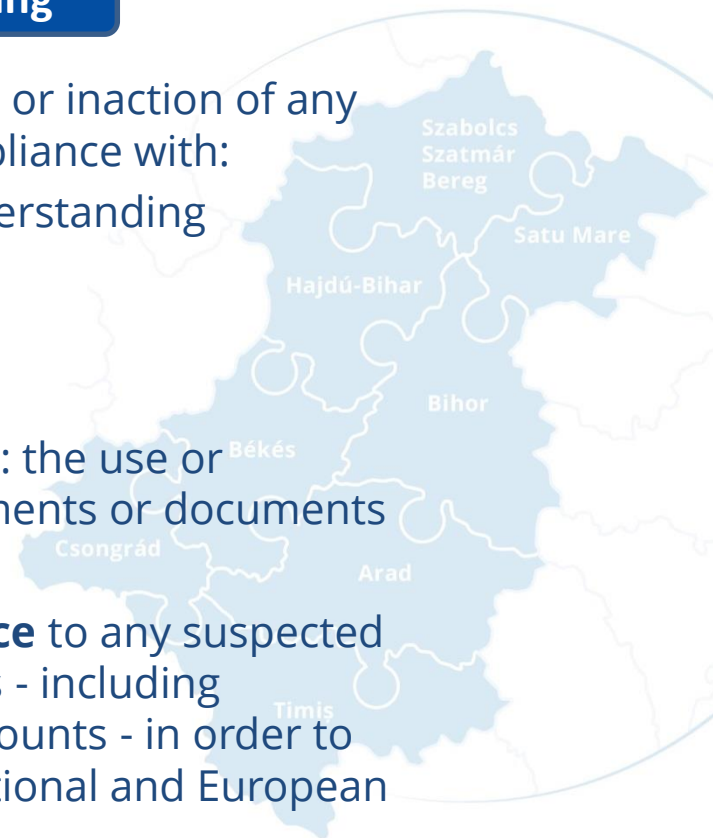 ing
or inaction of any
pliance with:
erstanding
: the use or
nents or documents
ce to any suspected
s - including
ounts - in order to
tional and European
Szabolcs
Szatmár
Bereg
Satu Mare
Hajdú-Bihar
Bihor
Békés
Csongrád
Arad
Timiș